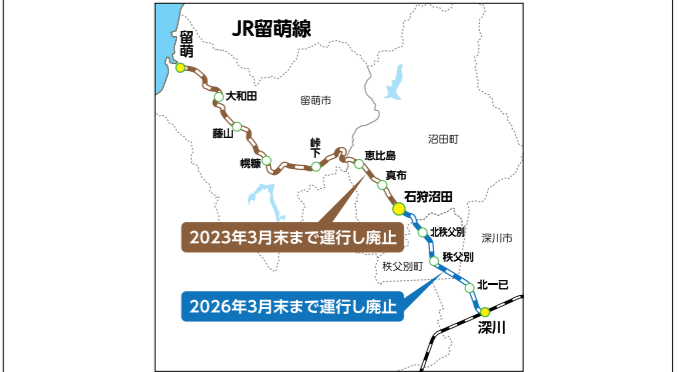 JR留萌線
留萌
大和田
留萌市
藤山
沼田町
峠下
幌糠
恵比島
真布
石狩沼田
2023年3月末まで運行し廃止
北秩父別
深川市
秩父別
秩父別町
北一已
2026年3月末まで運行し廃止
深川